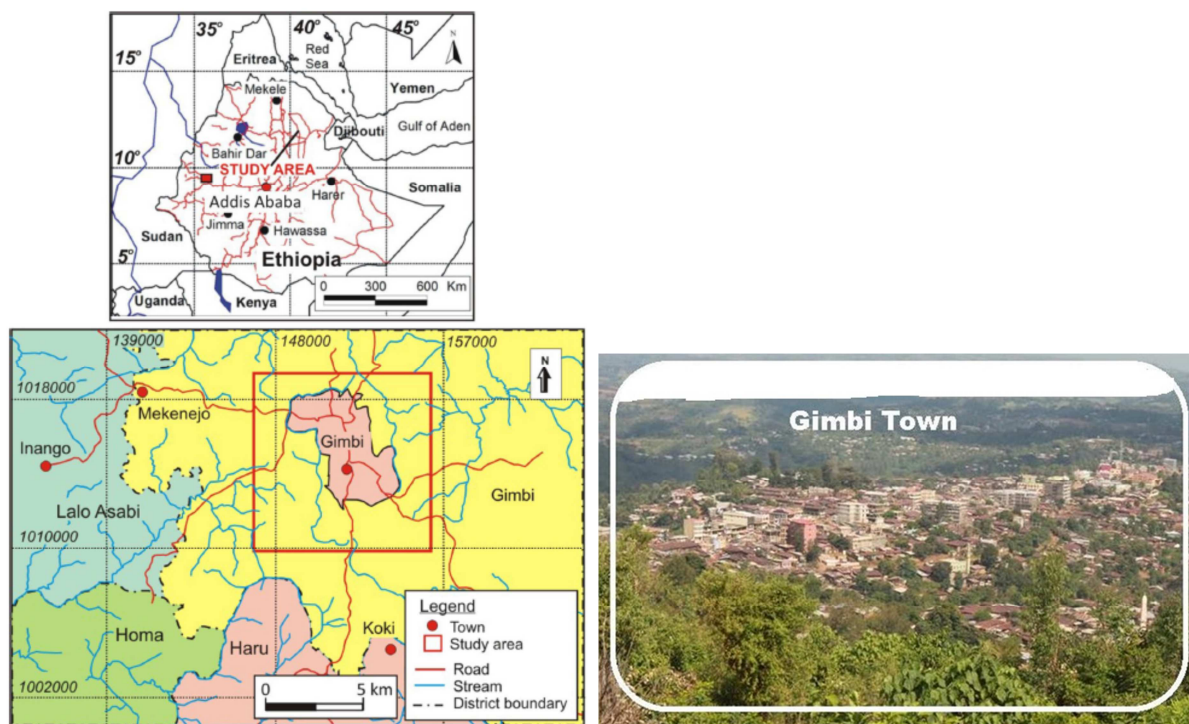 35°
40°
45°
15°
Eritrea
Red
Sea
Mekele
Yemen
Djibouti
Gulf of Aden
Bahir Dar
10°
STUDY AREA
Somalia
Harer
Addis Ababa
Jimma
Hawassa
Sudan
Ethiopia
5°
0 300 600 Km
Uganda
Kenya
139000
148000
157000
N
1018000
Mekenejo
Inango
Gimbi
Gimbi
Lalo Asabi
1010000
Homa
Haru
Koki
1002000
0 5 km
Legend
Town
Study area
Road
Stream
District boundary
Gimbi Town